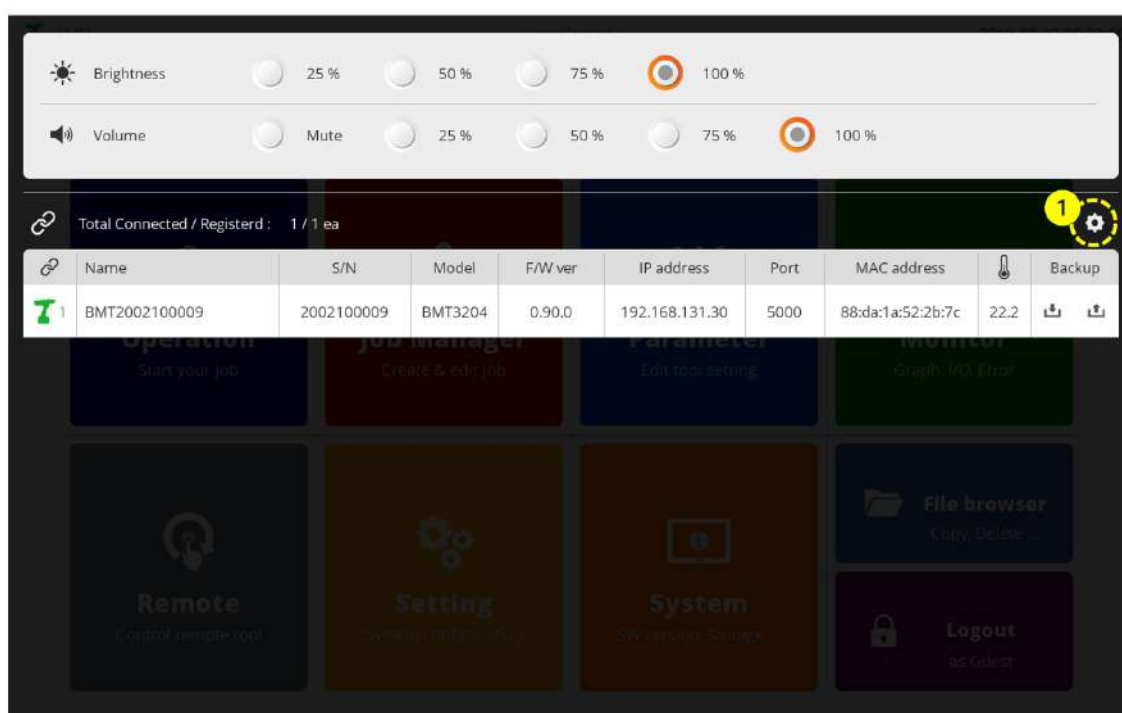 Brightness 25 % 50 % 75 % 100 %
Volume Mute 25 % 50 % 75 % 100 %
Total Connected / Registerd : 1 / 1 ea
1
Name S/N Model F/W ver IP address Port MAC address Backup
1 BMT2002100009 2002100009 BMT3204 0.90.0 192.168.131.30 5000 88:da:1a:52:2b:7c 22.2
Operation Job Manager Parameter Monitor
Start your job Create & edit job Edit tool setting Graph, I/O, Error
File browser
Copy, Delete ...
Remote Setting System
Control remote tool System configuration SW version, Storage
Logout
as Guest